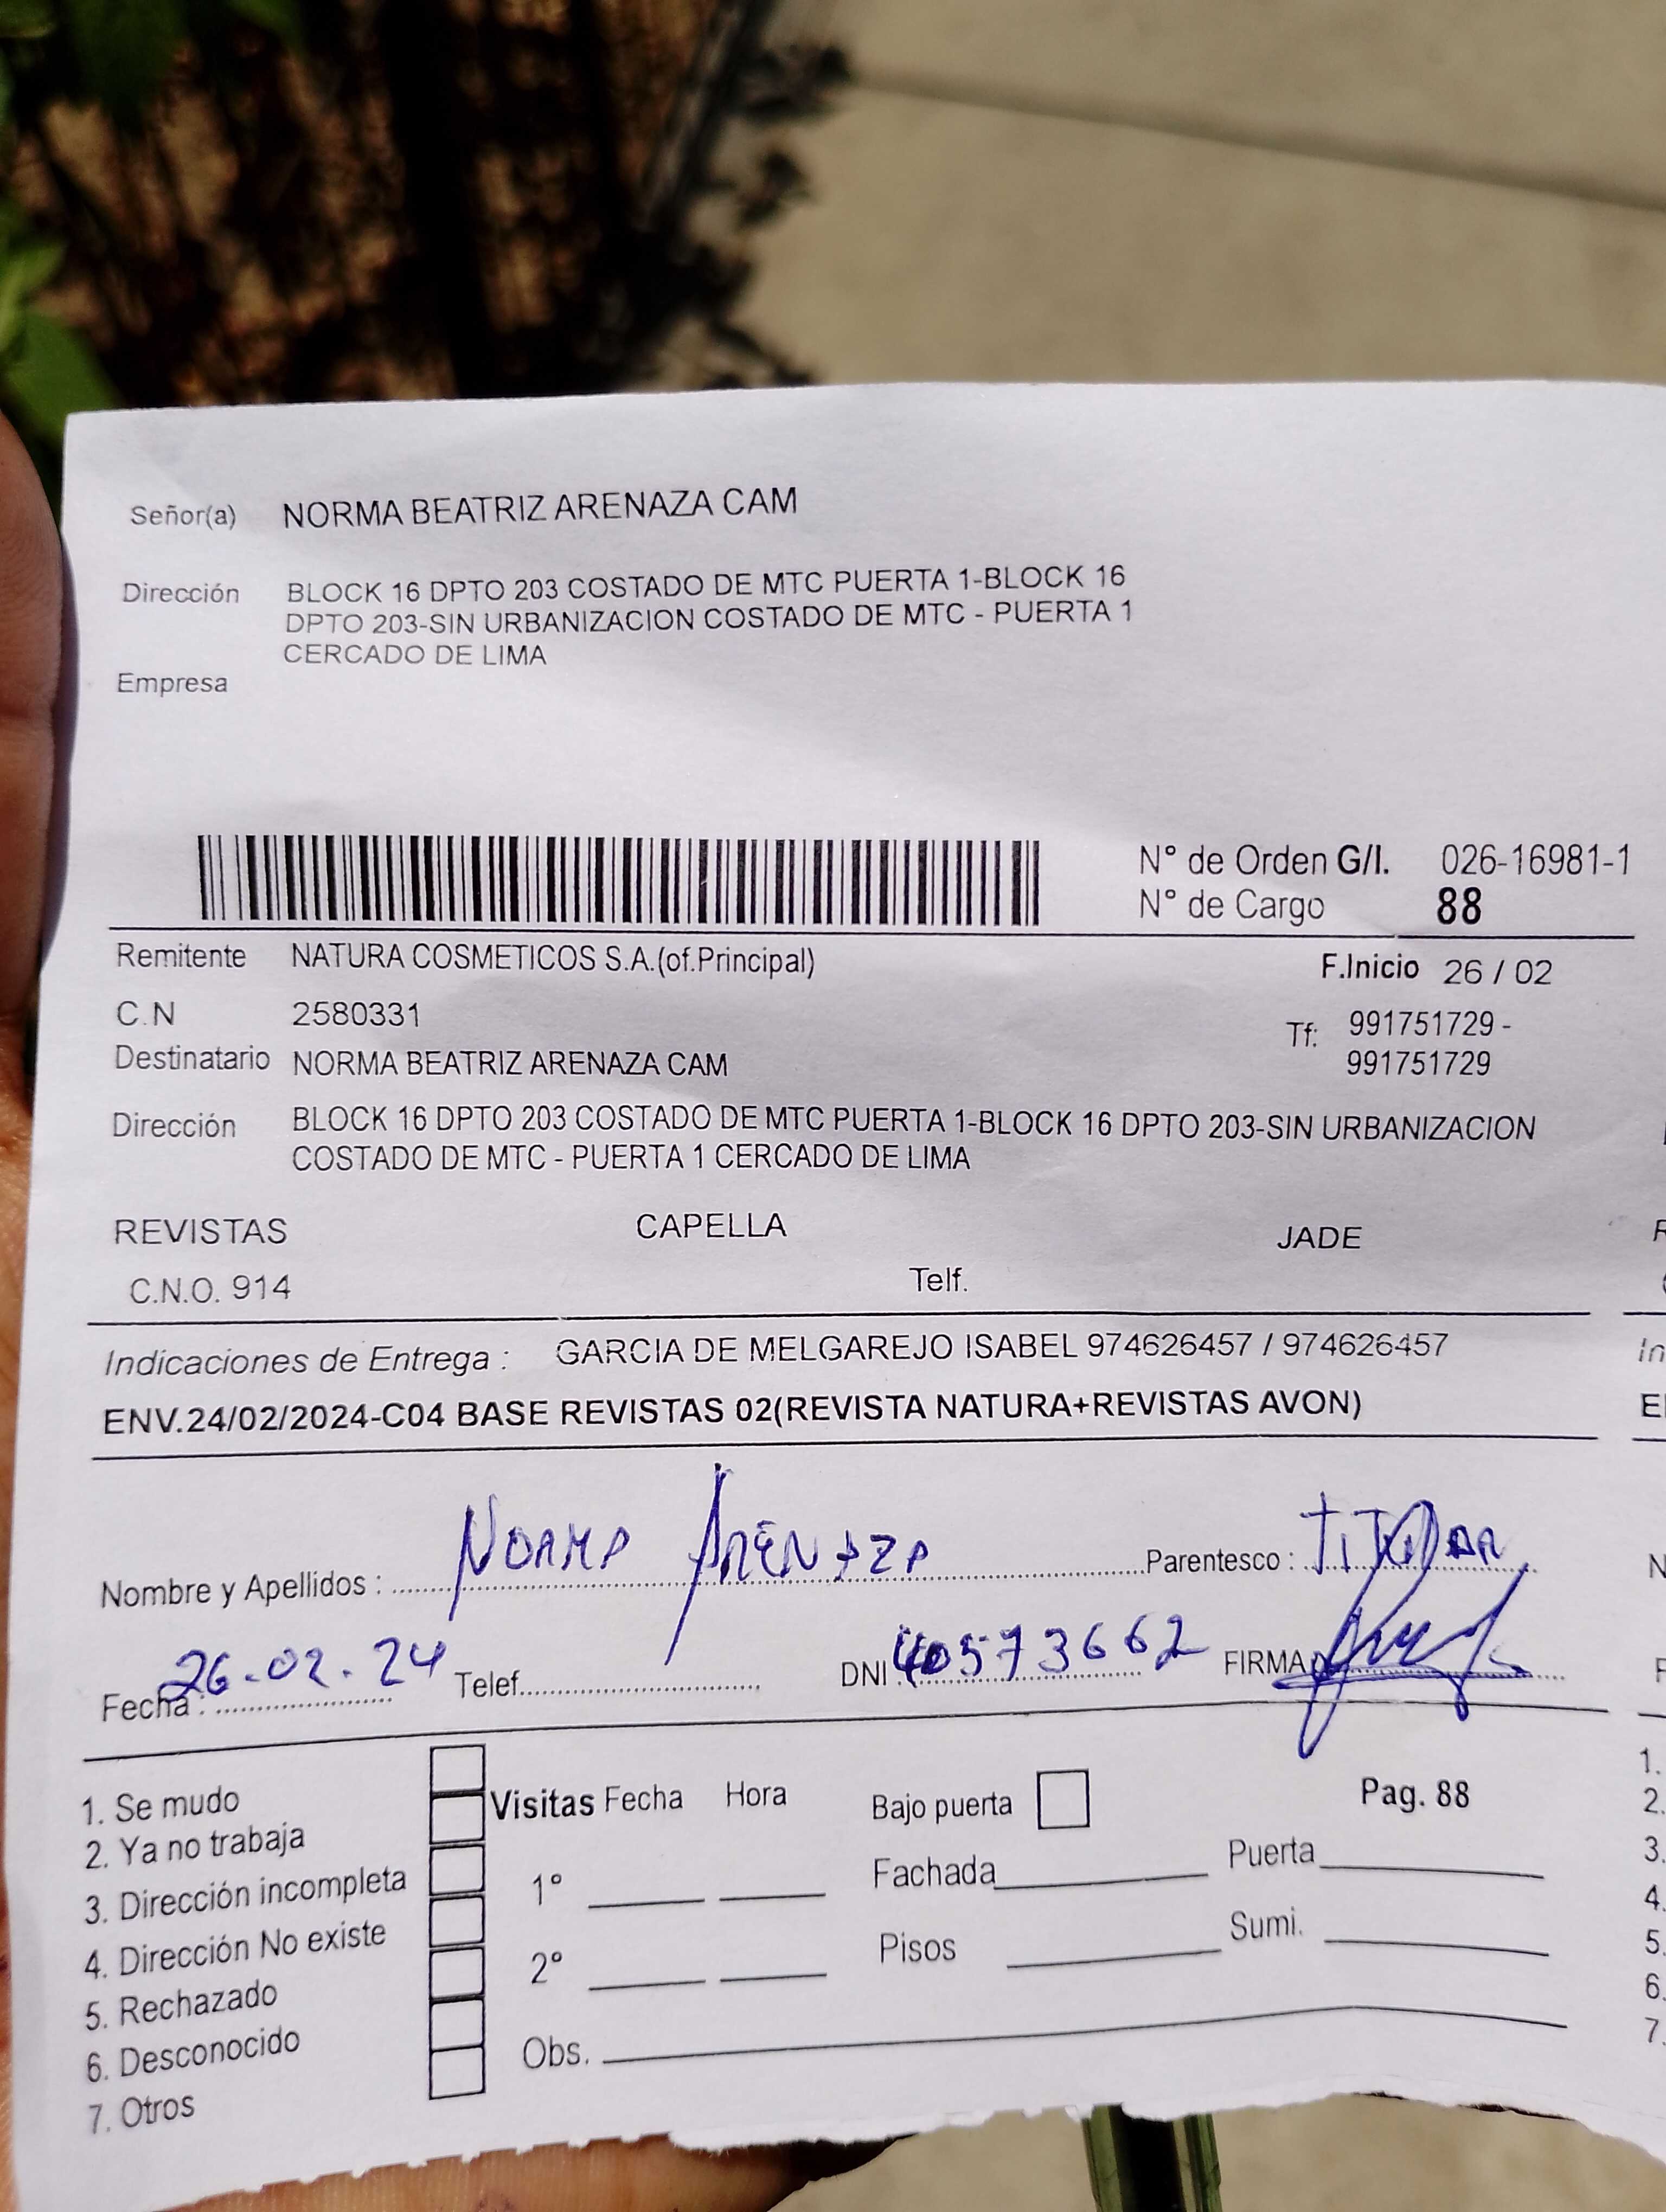 Señor(a) NORMA BEATRIZ ARENAZA CAM
Dirección BLOCK 16 DPTO 203 COSTADO DE MTC PUERTA 1-BLOCK 16
DPTO 203-SIN URBANIZACION COSTADO DE MTC - PUERTA 1
CERCADO DE LIMA
Empresa
N° de Orden G/I. 026-16981-1
N° de Cargo 88
Remitente NATURA COSMETICOS S.A.(of.Principal) F.Inicio 26 / 02
C.N 2580331 Tf: 991751729 -
Destinatario NORMA BEATRIZ ARENAZA CAM 991751729
Dirección BLOCK 16 DPTO 203 COSTADO DE MTC PUERTA 1-BLOCK 16 DPTO 203-SIN URBANIZACION
COSTADO DE MTC - PUERTA 1 CERCADO DE LIMA
REVISTAS CAPELLA JADE
C.N.O. 914 Telf.
Indicaciones de Entrega : GARCIA DE MELGAREJO ISABEL 974626457 / 974626457
ENV.24/02/2024-C04 BASE REVISTAS 02(REVISTA NATURA+REVISTAS AVON)
Nombre y Apellidos : NORMA ARENAZA Parentesco : TITULAR
Fecha : 26-02-24 Telef. DNI 40573662 FIRMA
1. Se mudo Visitas Fecha Hora Bajo puerta Pag. 88
2. Ya no trabaja
3. Dirección incompleta 1° Fachada Puerta
4. Dirección No existe
5. Rechazado 2° Pisos Sumi.
6. Desconocido
7. Otros Obs.